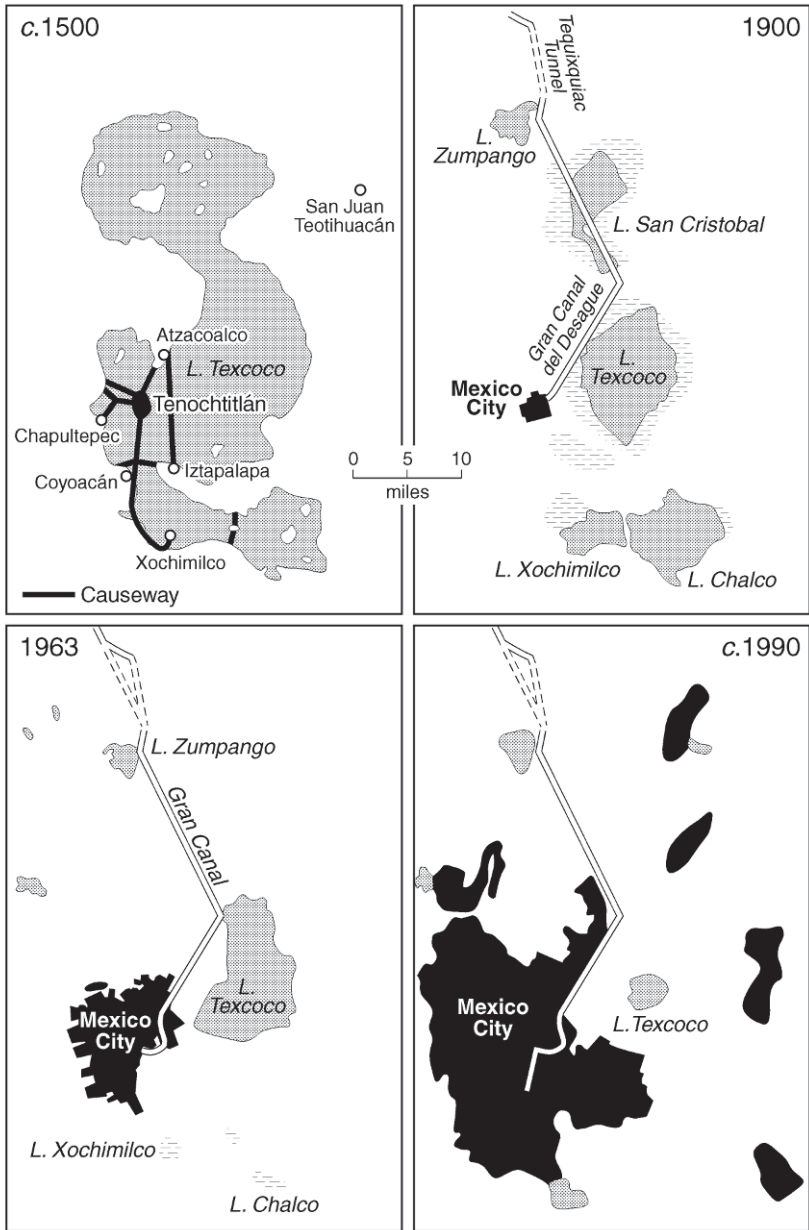 c.1500
San Juan
Teotihuacán
Atzacoalco
L. Texcoco
Tenochtitlán
Chapultepec
Coyoacán
Iztapalapa
Xochimilco
Causeway
0 5 10
miles
1900
Tequixquiac
Tunnel
L.
Zumpango
L. San Cristobal
Gran Canal
del Desague
L.
Texcoco
Mexico
City
L. Xochimilco
L. Chalco
1963
L. Zumpango
Gran Canal
L.
Texcoco
Mexico
City
L. Xochimilco
L. Chalco
c.1990
Mexico
City
L.Texcoco